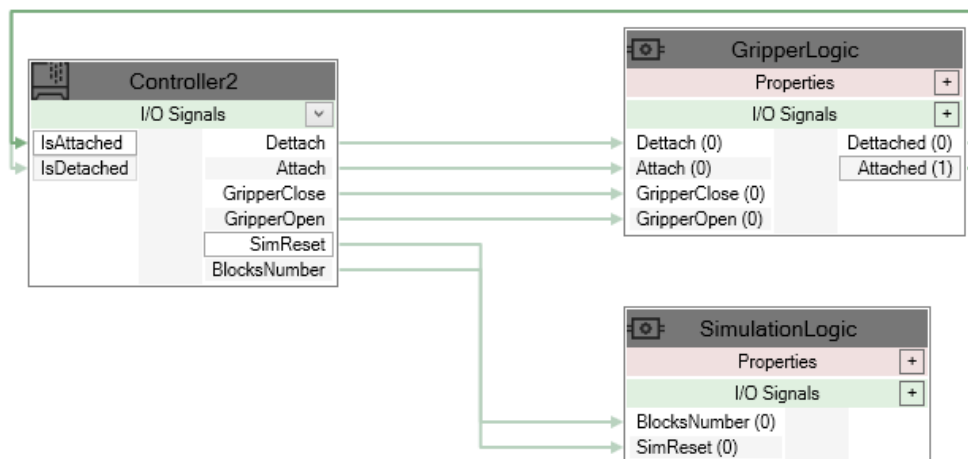 Controller2
I/O Signals
IsAttached
IsDetached
Dettach
Attach
GripperClose
GripperOpen
SimReset
BlocksNumber
GripperLogic
Properties +
I/O Signals +
Dettach (0)
Attach (0)
GripperClose (0)
GripperOpen (0)
Dettached (0)
Attached (1)
SimulationLogic
Properties +
I/O Signals +
BlocksNumber (0)
SimReset (0)